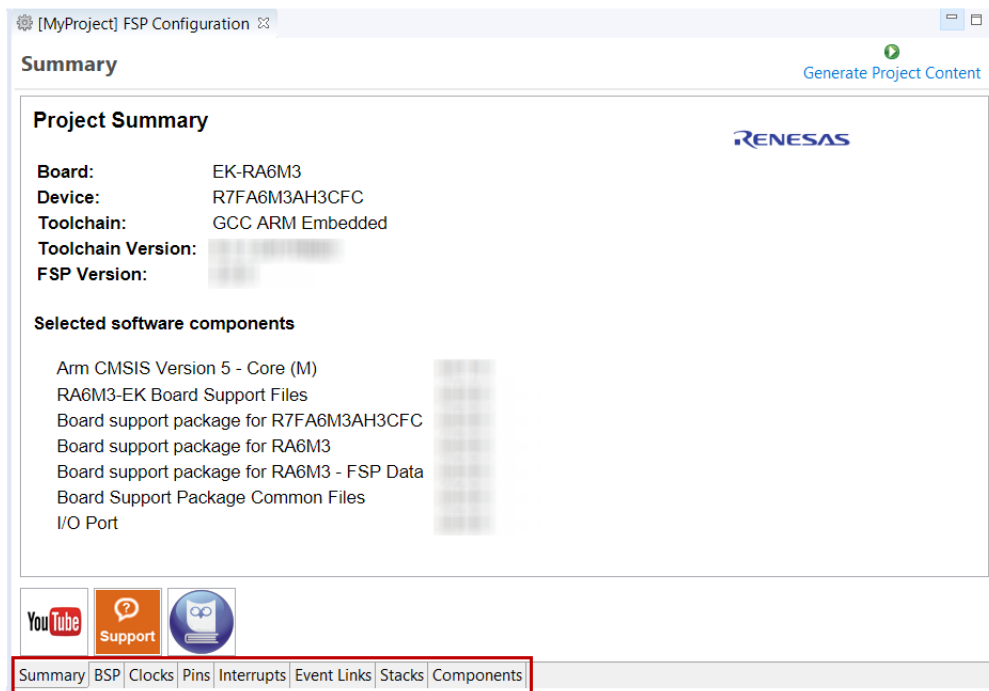 [MyProject] FSP Configuration
Summary
Generate Project Content
Project Summary
RENESAS
Board: EK-RA6M3
Device: R7FA6M3AH3CFC
Toolchain: GCC ARM Embedded
Toolchain Version:
FSP Version:
Selected software components
Arm CMSIS Version 5 - Core (M)
RA6M3-EK Board Support Files
Board support package for R7FA6M3AH3CFC
Board support package for RA6M3
Board support package for RA6M3 - FSP Data
Board Support Package Common Files
I/O Port
YouTube
Support
Summary BSP Clocks Pins Interrupts Event Links Stacks Components